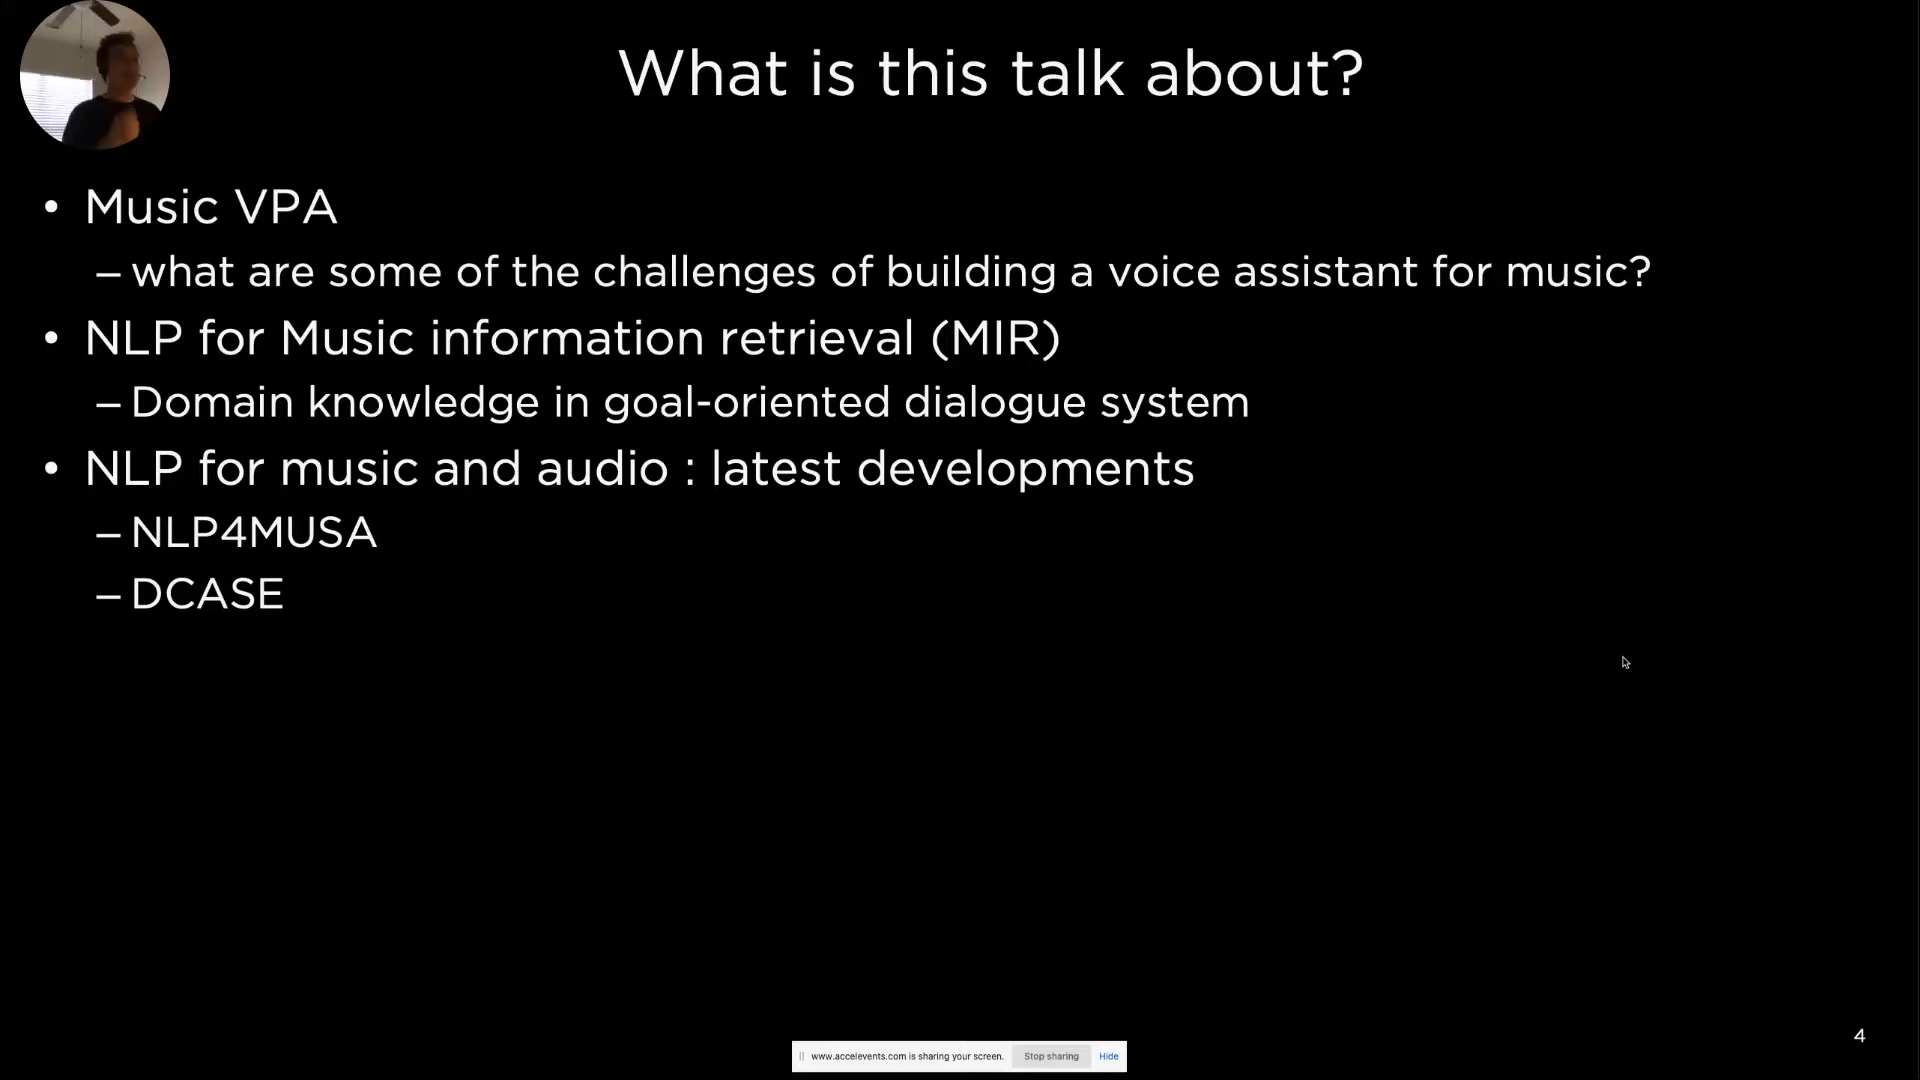 What is this talk about?
• Music VPA
– what are some of the challenges of building a voice assistant for music?
• NLP for Music information retrieval (MIR)
– Domain knowledge in goal-oriented dialogue system
• NLP for music and audio : latest developments
– NLP4MUSA
– DCASE
4
www.accelevents.com is sharing your screen. Stop sharing Hide